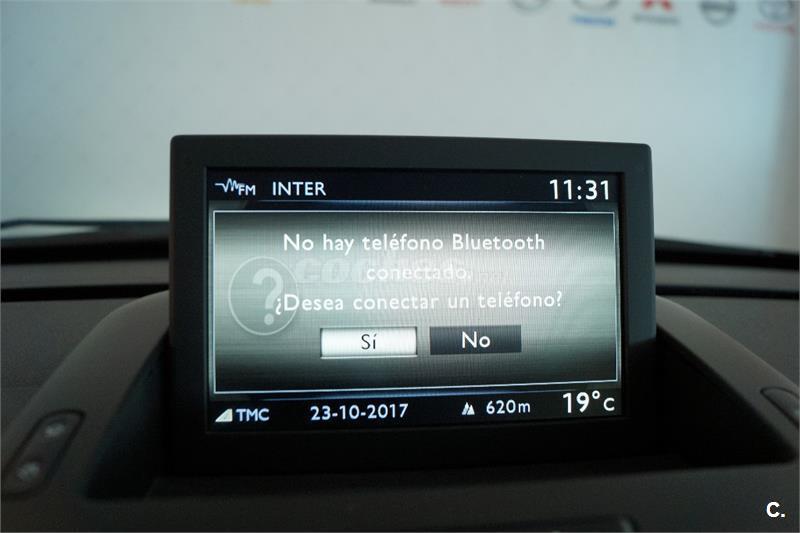 FM INTER 11:31
No hay teléfono Bluetooth
conectado.
¿Desea conectar un teléfono?
Sí No
TMC 23-10-2017 620m 19°C
C.